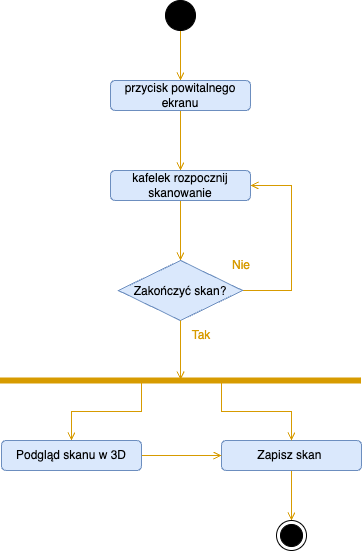 przycisk powitalnego
ekranu
kafelek rozpocznij
skanowanie
Nie
Zakończyć skan?
Tak
Podgląd skanu w 3D
Zapisz skan